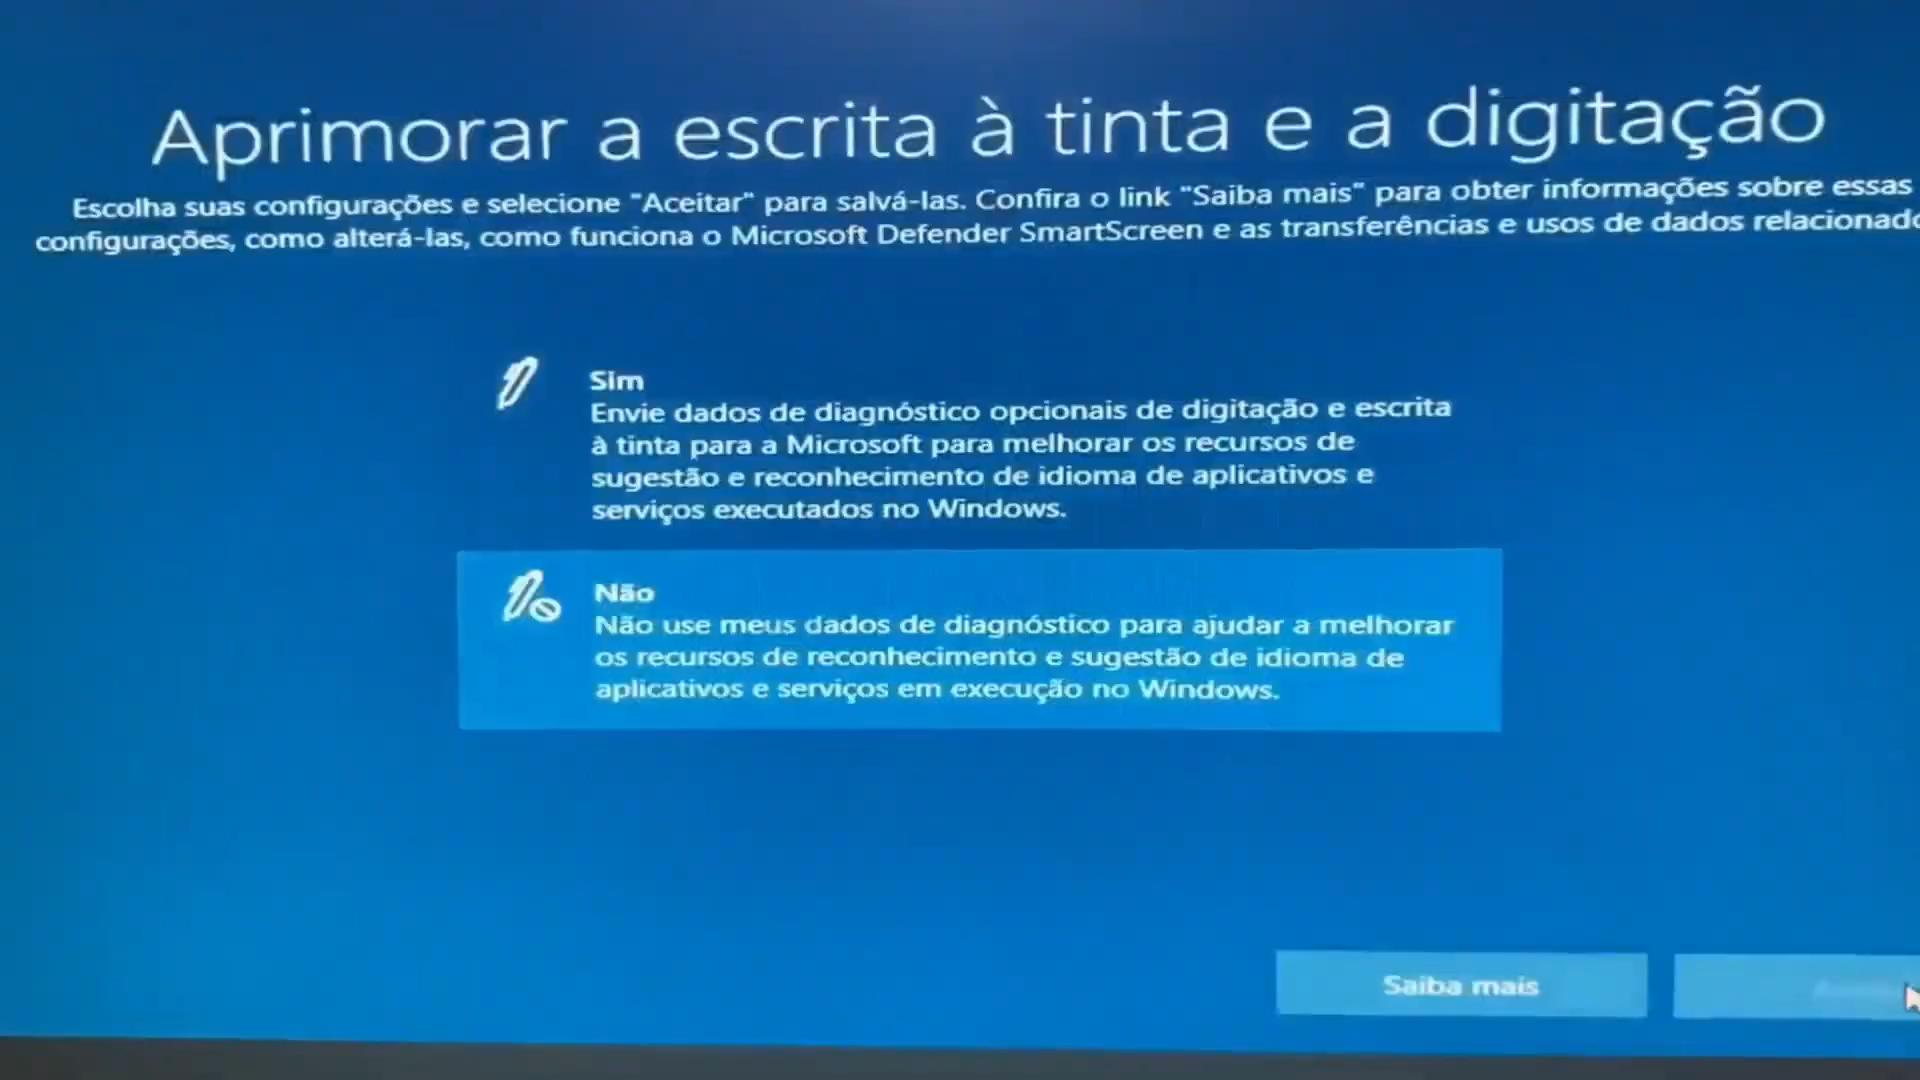 Aprimorar a escrita à tinta e a digitação
Escolha suas configurações e selecione "Aceitar" para salvá-las. Confira o link "Saiba mais" para obter informações sobre essas
configurações, como alterá-las, como funciona o Microsoft Defender SmartScreen e as transferências e usos de dados
Sim
Envie dados de diagnóstico opcionais de digitação e escrita
à tinta para a Microsoft para melhorar os recursos de
sugestão e reconhecimento de idioma de aplicativos e
serviços executados no Windows.
Não
Não use meus dados de diagnóstico para ajudar a melhorar
os recursos de reconhecimento e sugestão de idioma de
aplicativos e serviços em execução no Windows.
Saiba mais